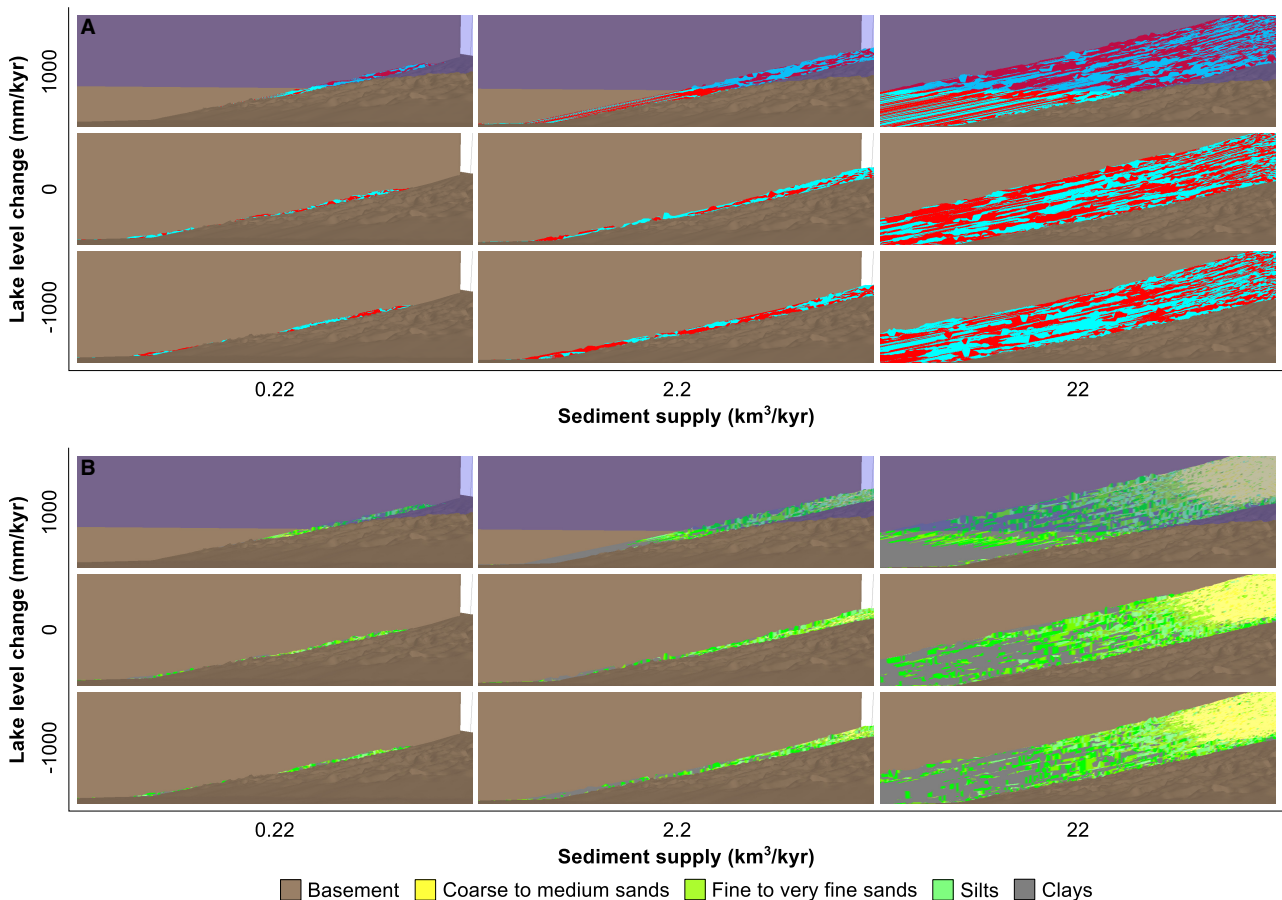 A
Lake level change (mm/kyr)
1000
0
-1000
0.22
2.2
22
Sediment supply (km³/kyr)
B
Lake level change (mm/kyr)
1000
0
-1000
0.22
2.2
22
Sediment supply (km³/kyr)
Basement Coarse to medium sands Fine to very fine sands Silts Clays